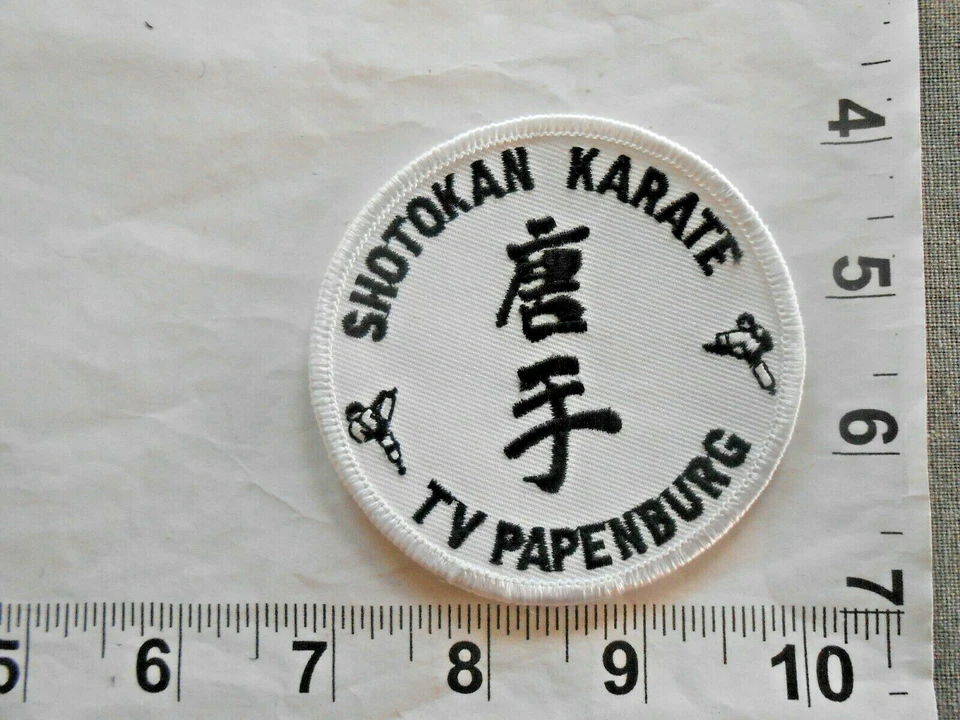 SHOTOKAN KARATE
唐手
TV PAPENBURG
4
5
6
7
5 6 7 8 9 10